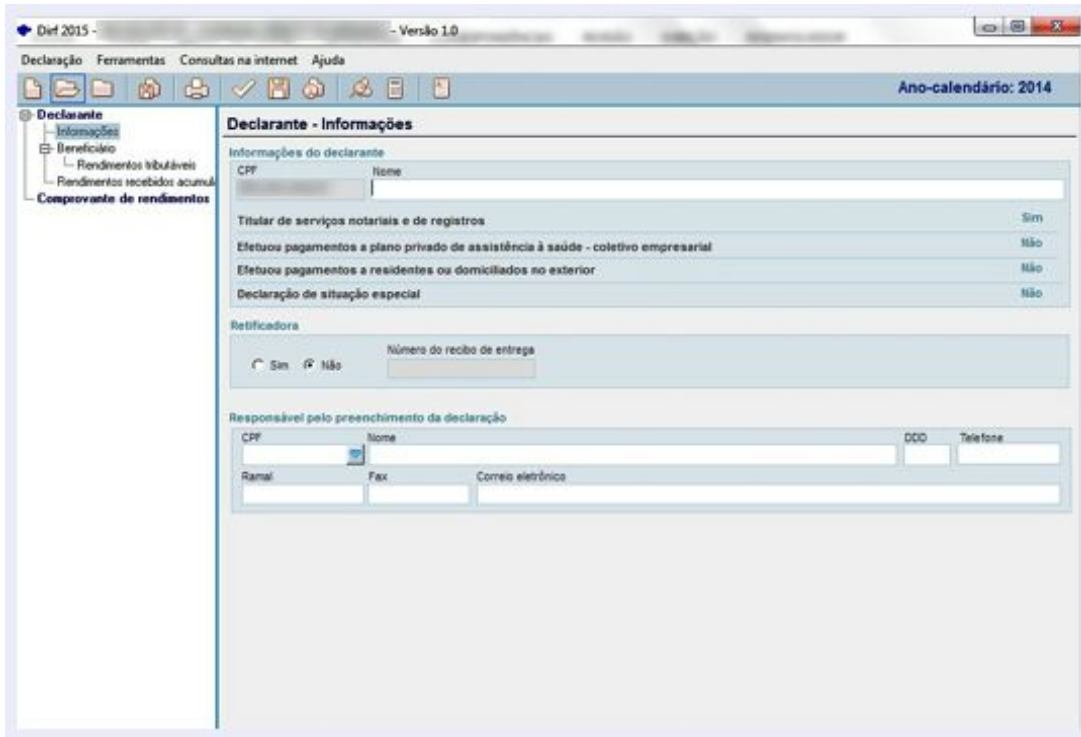 Dirf 2015 - - Versão 1.0
Declaração Ferramentas Consultas na internet Ajuda
Ano-calendário: 2014
Declarante
Informações
Beneficiário
Rendimentos tributáveis
Rendimentos recebidos acumul
Comprovante de rendimentos
Declarante - Informações
Informações do declarante
CPF Nome
Titular de serviços notariais e de registros Sim
Efetuou pagamentos a plano privado de assistência à saúde - coletivo empresarial Não
Efetuou pagamentos a residentes ou domiciliados no exterior Não
Declaração de situação especial Não
Retificadora
Número do recibo de entrega
Sim Não
Responsável pelo preenchimento da declaração
CPF Nome DDD Telefone
Ramal Fax Correio eletrônico